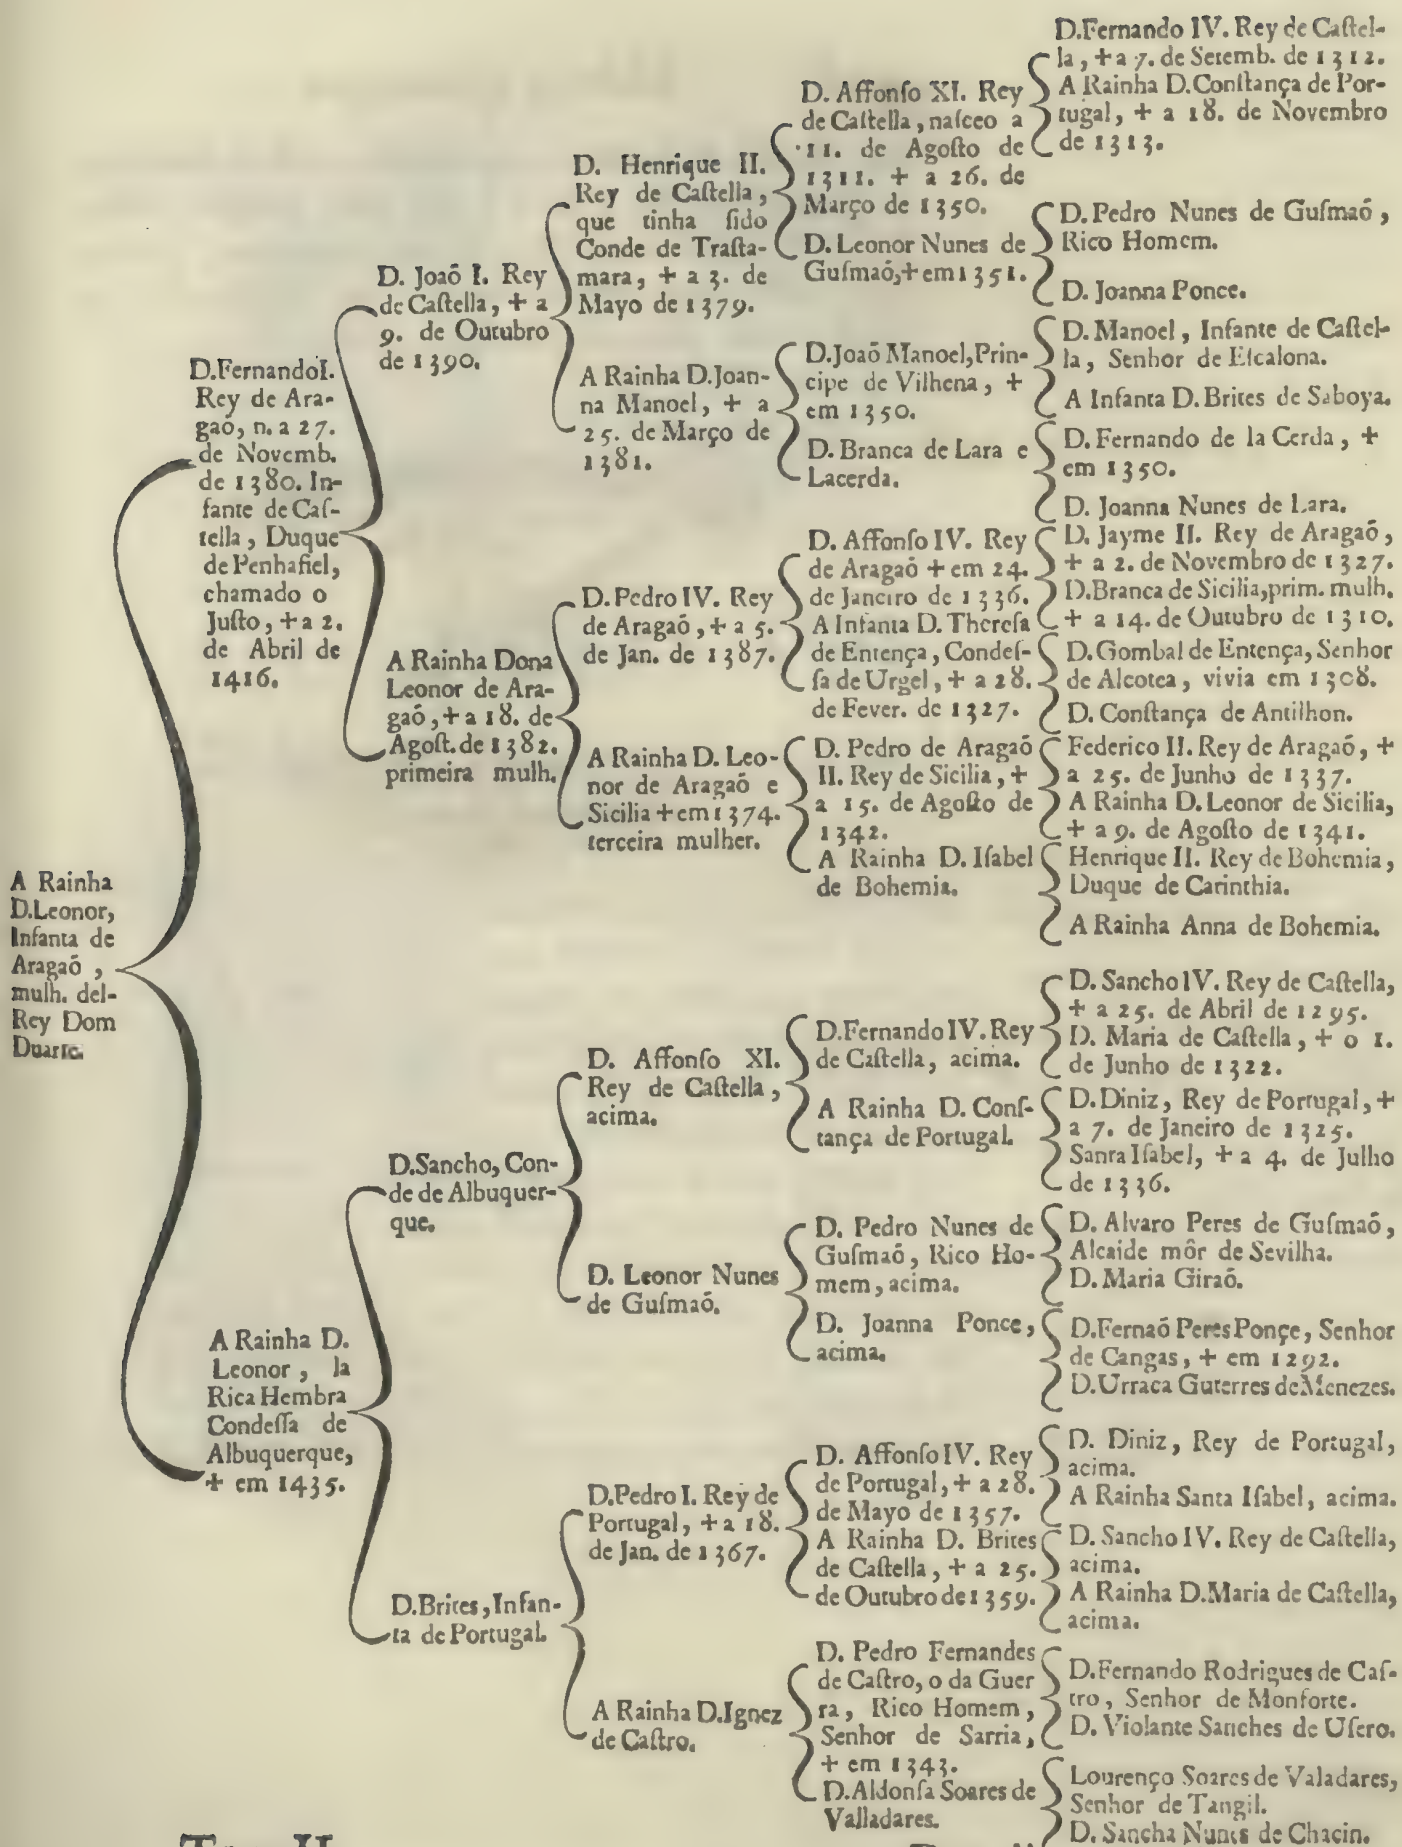 A Rainha
D.Leonor,
Infanta de
Aragaõ ,
mulh. del-
Rey Dom
Duarte.
D.Fernando I.
Rey de Ara-
gaõ, n. a 27.
de Novemb.
de 1380. In-
fante de Caſ-
tella, Duque
de Penhafiel,
chamado o
Juſto, + a 2.
de Abril de
1416.
A Rainha D.
Leonor , la
Rica Hembra
Condeſſa de
Albuquerque,
+ em 1435.
D. Joaõ I. Rey
de Caſtella, + a
9. de Outubro
de 1390.
A Rainha Dona
Leonor de Ara-
gaõ, + a 18. de
Agoſt. de 1382.
primeira mulh.
D.Sancho, Con-
de de Albuquer-
que.
D.Brites, Infan-
ta de Portugal.
D. Henrique II.
Rey de Caſtella,
que tinha ſido
Conde de Traſta-
mara, + a 3. de
Mayo de 1379.
A Rainha D.Joan-
na Manoel, + a
25. de Março de
1381.
D.Pedro IV. Rey
de Aragaõ, + a 5.
de Jan. de 1387.
A Rainha D. Leo-
nor de Aragaõ e
Sicilia + em 1374.
terceira mulher.
D. Affonſo XI.
Rey de Caſtella,
acima.
D. Leonor Nunes
de Guſmaõ.
D.Pedro I. Rey de
Portugal, + a 18.
de Jan. de 1367.
A Rainha D.Ignez
de Caſtro.
D. Affonſo XI. Rey
de Caſtella, naſceo a
11. de Agoſto de
1311. + a 26. de
Março de 1350.
D. Leonor Nunes de
Guſmaõ, + em 1351.
D.Joaõ Manoel, Prin-
cipe de Vilhena, +
em 1350.
D. Branca de Lara e
Lacerda.
D. Affonſo IV. Rey
de Aragaõ + em 24.
de Janeiro de 1336.
A Infanta D. Thereſa
de Entença, Condeſ-
ſa de Urgel, + a 28.
de Fever. de 1327.
D. Pedro de Aragaõ
II. Rey de Sicilia, +
a 15. de Agoſto de
1342.
A Rainha D. Iſabel
de Bohemia.
D.Fernando IV. Rey
de Caſtella, acima.
A Rainha D. Conſ-
tança de Portugal.
D. Pedro Nunes de
Guſmaõ, Rico Ho-
mem, acima.
D. Joanna Ponce,
acima.
D. Affonſo IV. Rey
de Portugal, + a 28.
de Mayo de 1357.
A Rainha D. Brites
de Caſtella, + a 25.
de Outubro de 1359.
D. Pedro Fernandes
de Caſtro, o da Guer
ra, Rico Homem,
Senhor de Sarria,
+ em 1343.
D.Aldonſa Soares de
Valladares.
D.Fernando IV. Rey de Caſtel-
la, + a 7. de Setemb. de 1312.
A Rainha D.Conſtança de Por-
tugal, + a 18. de Novembro
de 1313.
D. Pedro Nunes de Guſmaõ,
Rico Homem.
D. Joanna Ponce.
D. Manoel, Infante de Caſtel-
la, Senhor de Eſcalona.
A Infanta D. Brites de Saboya.
D. Fernando de la Cerda, +
em 1350.
D. Joanna Nunes de Lara.
D. Jayme II. Rey de Aragaõ,
+ a 2. de Novembro de 1327.
D.Branca de Sicilia, prim. mulh.
+ a 14. de Outubro de 1310.
D.Gombal de Entença, Senhor
de Alcotea, vivia em 1308.
D. Conſtança de Antilhon.
Federico II. Rey de Aragaõ, +
a 25. de Junho de 1337.
A Rainha D. Leonor de Sicilia,
+ a 9. de Agoſto de 1341.
Henrique II. Rey de Bohemia,
Duque de Carinthia.
A Rainha Anna de Bohemia.
D. Sancho IV. Rey de Caſtella,
+ a 25. de Abril de 1295.
D. Maria de Caſtella, + o 1.
de Junho de 1322.
D.Diniz, Rey de Portugal, +
a 7. de Janeiro de 1325.
Santa Iſabel, + a 4. de Julho
de 1336.
D. Alvaro Peres de Guſmaõ,
Alcaide môr de Sevilha.
D. Maria Giraõ.
D.Fernaõ Peres Ponçe, Senhor
de Cangas, + em 1292.
D.Urraca Guterres de Menezes.
D. Diniz, Rey de Portugal,
acima.
A Rainha Santa Iſabel, acima.
D. Sancho IV. Rey de Caſtella,
acima.
A Rainha D.Maria de Caſtella,
acima.
D.Fernando Rodrigues de Caſ-
tro, Senhor de Monforte.
D. Violante Sanches de Uſero.
Lourenço Soares de Valadares,
Senhor de Tangil.
D. Sancha Nunes de Chacin.